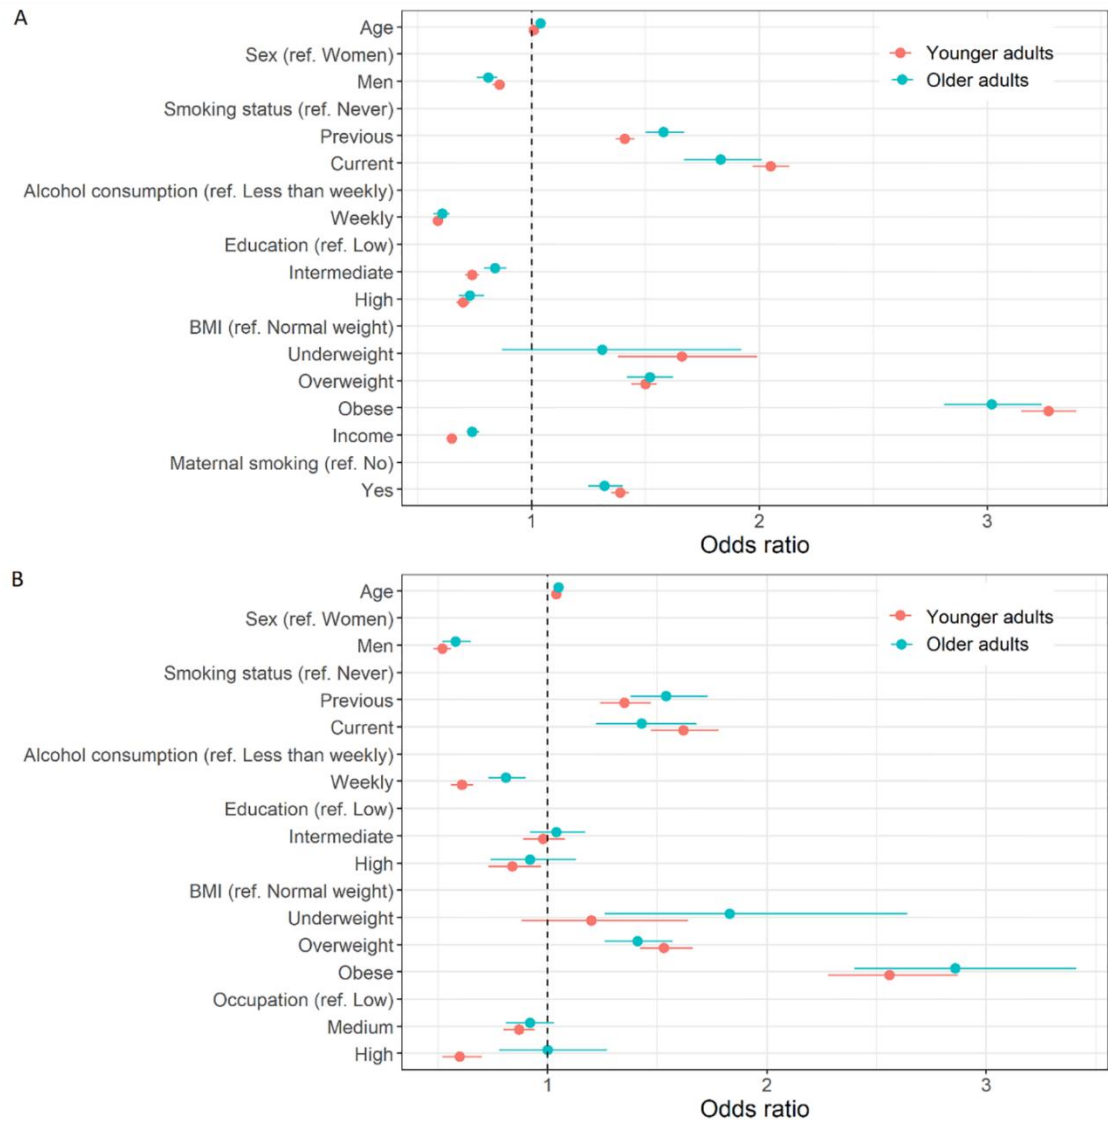 A
Age
Sex (ref. Women)
Men
Smoking status (ref. Never)
Previous
Current
Alcohol consumption (ref. Less than weekly)
Weekly
Education (ref. Low)
Intermediate
High
BMI (ref. Normal weight)
Underweight
Overweight
Obese
Income
Maternal smoking (ref. No)
Yes
Younger adults
Older adults
1 2 3
Odds ratio
B
Age
Sex (ref. Women)
Men
Smoking status (ref. Never)
Previous
Current
Alcohol consumption (ref. Less than weekly)
Weekly
Education (ref. Low)
Intermediate
High
BMI (ref. Normal weight)
Underweight
Overweight
Obese
Occupation (ref. Low)
Medium
High
Younger adults
Older adults
1 2 3
Odds ratio